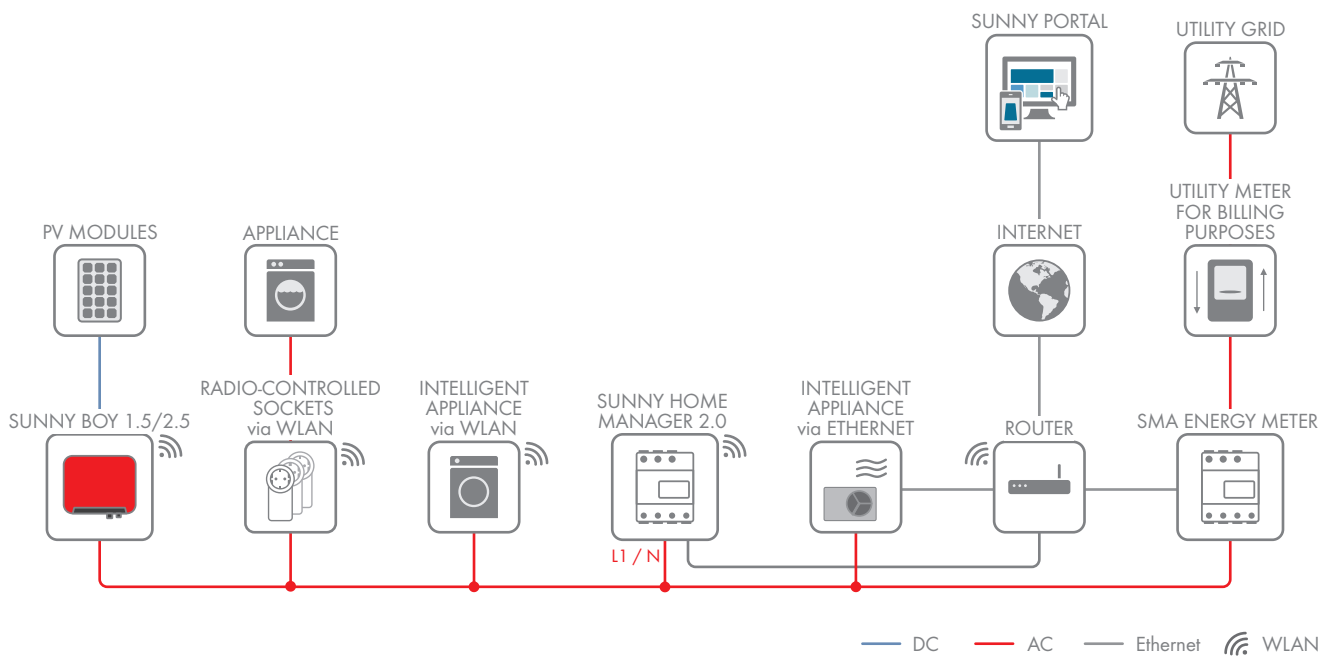 SUNNY PORTAL
UTILITY GRID
UTILITY METER
FOR BILLING
PURPOSES
PV MODULES
APPLIANCE
INTERNET
RADIO-CONTROLLED
SOCKETS
via WLAN
INTELLIGENT
APPLIANCE
via WLAN
SUNNY HOME
MANAGER 2.0
INTELLIGENT
APPLIANCE
via ETHERNET
SUNNY BOY 1.5/2.5
ROUTER
SMA ENERGY METER
L1 / N
DC
AC
Ethernet
WLAN